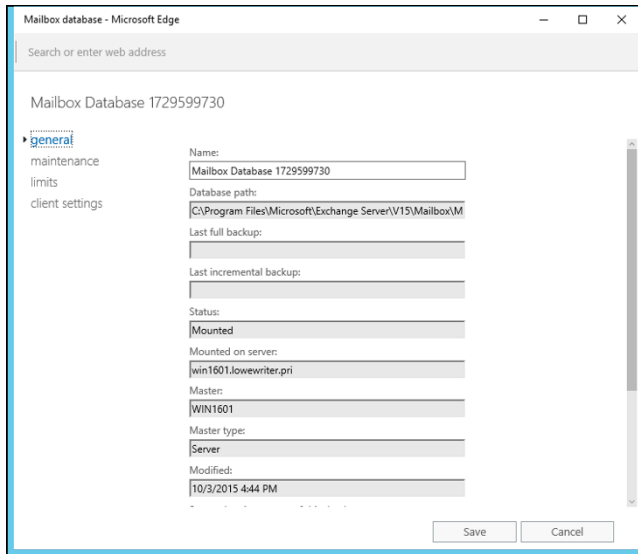 Mailbox database - Microsoft Edge
Search or enter web address
Mailbox Database 1729599730
general
maintenance
limits
client settings
Name:
Mailbox Database 1729599730
Database path:
C:\Program Files\Microsoft\Exchange Server\V15\Mailbox\M
Last full backup:
Last incremental backup:
Status:
Mounted
Mounted on server:
win1601.lowewriter.pri
Master:
WIN1601
Master type:
Server
Modified:
10/3/2015 4:44 PM
Save
Cancel